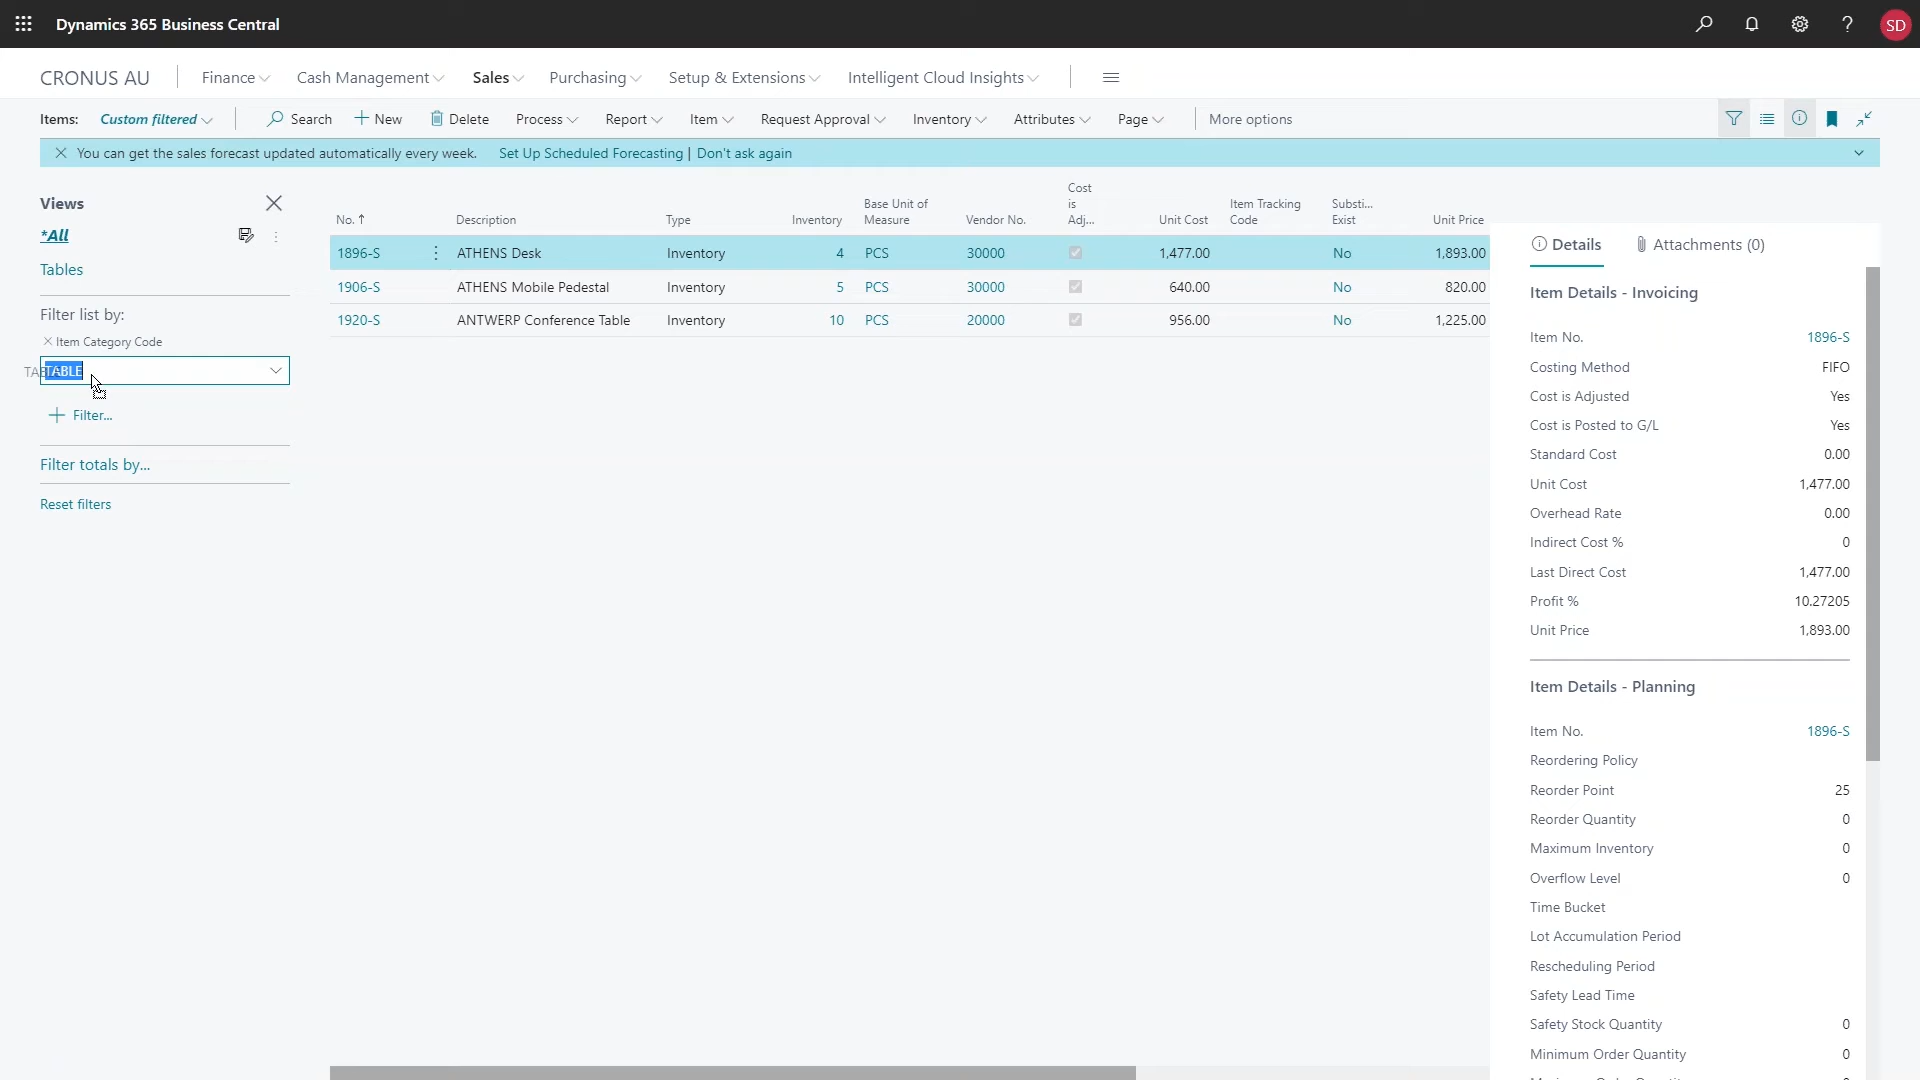 Dynamics 365 Business Central
SD
CRONUS AU
Finance
Cash Management
Sales
Purchasing
Setup & Extensions
Intelligent Cloud Insights
Items:
Custom filtered
Search
New
Delete
Process
Report
Item
Request Approval
Inventory
Attributes
Page
More options
You can get the sales forecast updated automatically every week. Set Up Scheduled Forecasting | Don't ask again
Views
*All
Tables
Filter list by:
Item Category Code
TABLE
Filter...
Filter totals by...
Reset filters
No. ↑ Description Type Inventory Base Unit of Measure Vendor No. Cost is Adj... Unit Cost Item Tracking Code Substi... Exist Unit Price
1896-S ATHENS Desk Inventory 4 PCS 30000 1,477.00 No 1,893.00
1906-S ATHENS Mobile Pedestal Inventory 5 PCS 30000 640.00 No 820.00
1920-S ANTWERP Conference Table Inventory 10 PCS 20000 956.00 No 1,225.00
Details
Attachments (0)
Item Details - Invoicing
Item No. 1896-S
Costing Method FIFO
Cost is Adjusted Yes
Cost is Posted to G/L Yes
Standard Cost 0.00
Unit Cost 1,477.00
Overhead Rate 0.00
Indirect Cost % 0
Last Direct Cost 1,477.00
Profit % 10.27205
Unit Price 1,893.00
Item Details - Planning
Item No. 1896-S
Reordering Policy
Reorder Point 25
Reorder Quantity 0
Maximum Inventory 0
Overflow Level 0
Time Bucket
Lot Accumulation Period
Rescheduling Period
Safety Lead Time
Safety Stock Quantity 0
Minimum Order Quantity 0